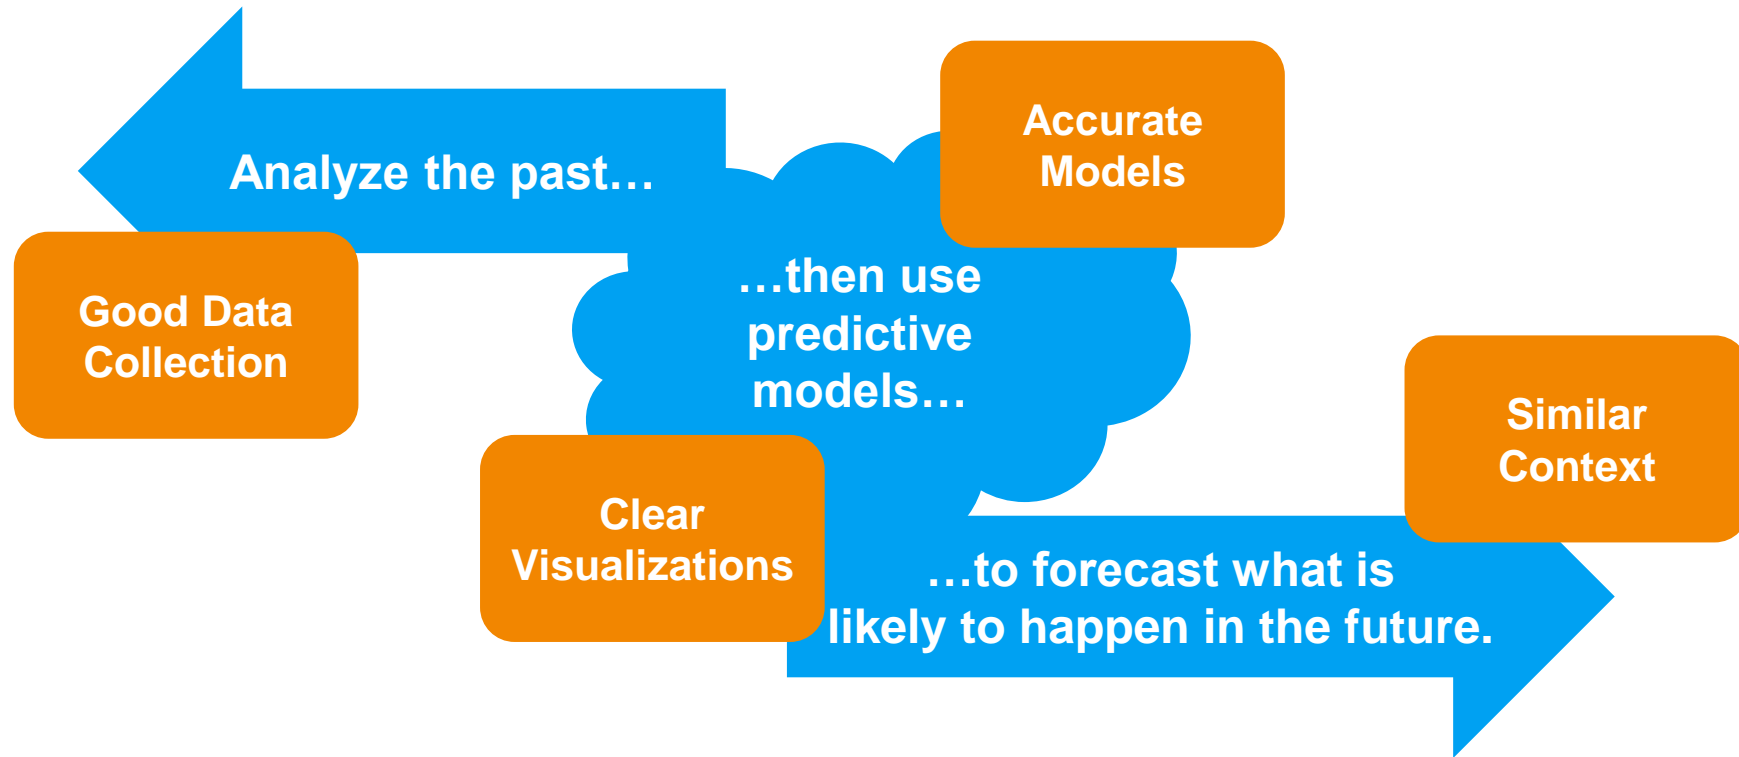 Analyze the past…
Good Data
Collection
…then use
predictive
models…
Accurate
Models
Clear
Visualizations
…to forecast what is
likely to happen in the future.
Similar
Context